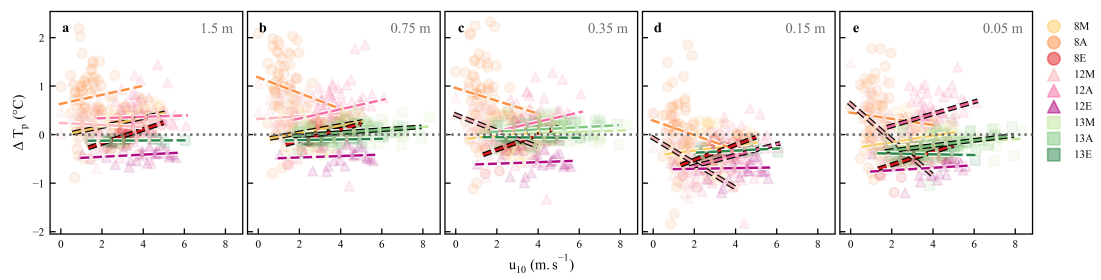 a 1.5 m
b 0.75 m
c 0.35 m
d 0.15 m
e 0.05 m
Δ Tp (°C)
2
1
0
−1
−2
0 2 4 6 8
0 2 4 6 8
0 2 4 6 8
0 2 4 6 8
0 2 4 6 8
u10 (m. s−1)
8M
8A
8E
12M
12A
12E
13M
13A
13E